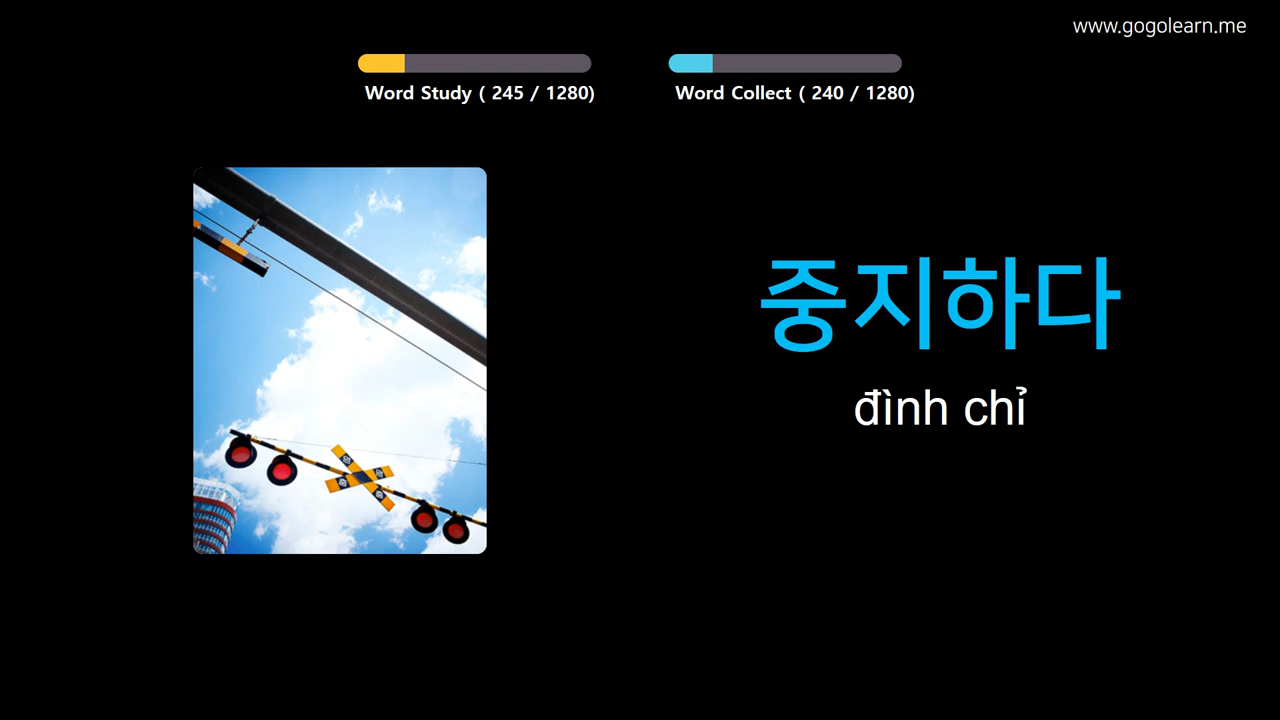 www.gogolearn.me
Word Study ( 245 / 1280)
Word Collect ( 240 / 1280)
중지하다
đình chỉ